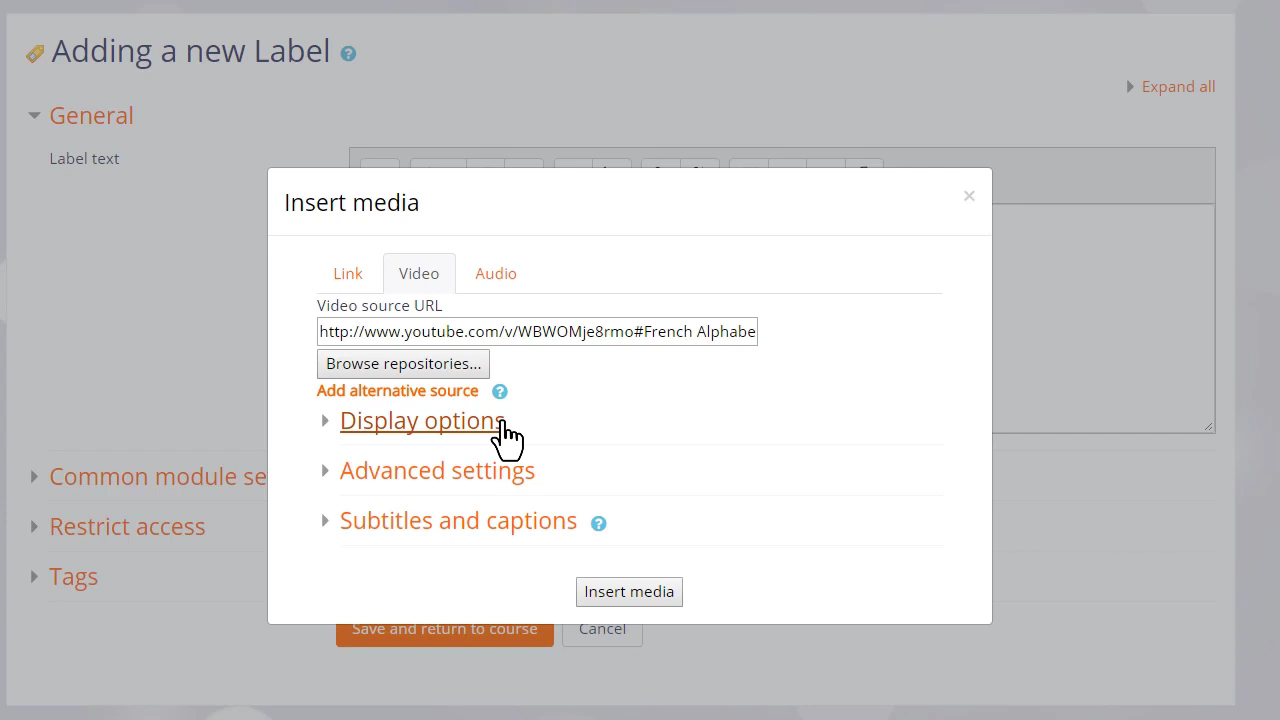 Adding a new Label
Expand all
General
Label text
Insert media
Link Video Audio
Video source URL
http://www.youtube.com/v/WBWOMje8rmo#French Alphabe
Browse repositories...
Add alternative source
Display options
Advanced settings
Common module se
Subtitles and captions
Restrict access
Tags
Insert media
Save and return to course Cancel